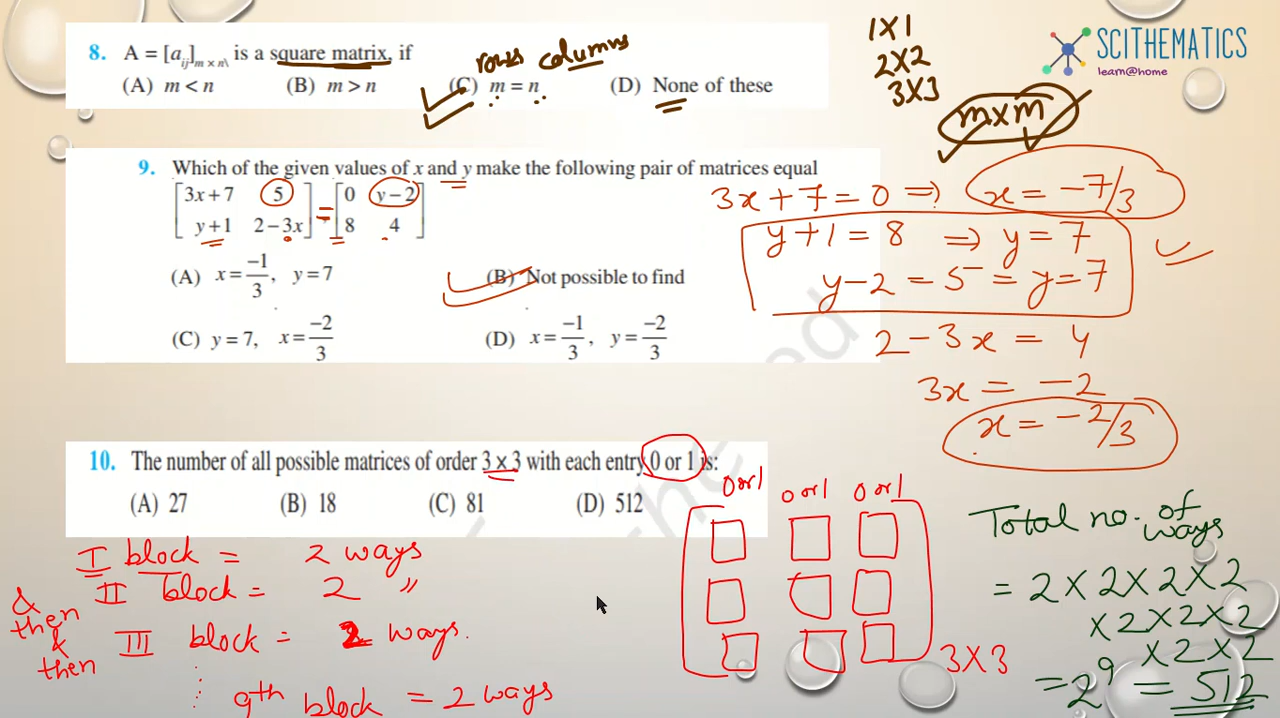 8. A = [aij]m × n\ is a square matrix, if
(A) m < n (B) m > n (C) m = n (D) None of these
rows columns
1X1
2X2
3X3
mxm
SCITHEMATICS
learn@home
9. Which of the given values of x and y make the following pair of matrices equal
[3x + 7 5] = [0 y – 2]
[y + 1 2 – 3x] [8 4]
(A) x = –1/3, y = 7 (B) Not possible to find
(C) y = 7, x = –2/3 (D) x = –1/3, y = –2/3
3x + 7 = 0 => x = -7/3
y + 1 = 8 => y = 7
y - 2 = 5 = y = 7
2 - 3x = 4
3x = -2
x = -2/3
10. The number of all possible matrices of order 3 × 3 with each entry 0 or 1 is:
(A) 27 (B) 18 (C) 81 (D) 512
0 or 1 0 or 1 0 or 1
3X3
I block = 2 ways
& then II block = 2 "
& then III block = 2 ways.
9th block = 2 ways
Total no. of ways
= 2 X 2 X 2 X 2
X 2 X 2 X 2
X 2 X 2
= 2^9 = 512